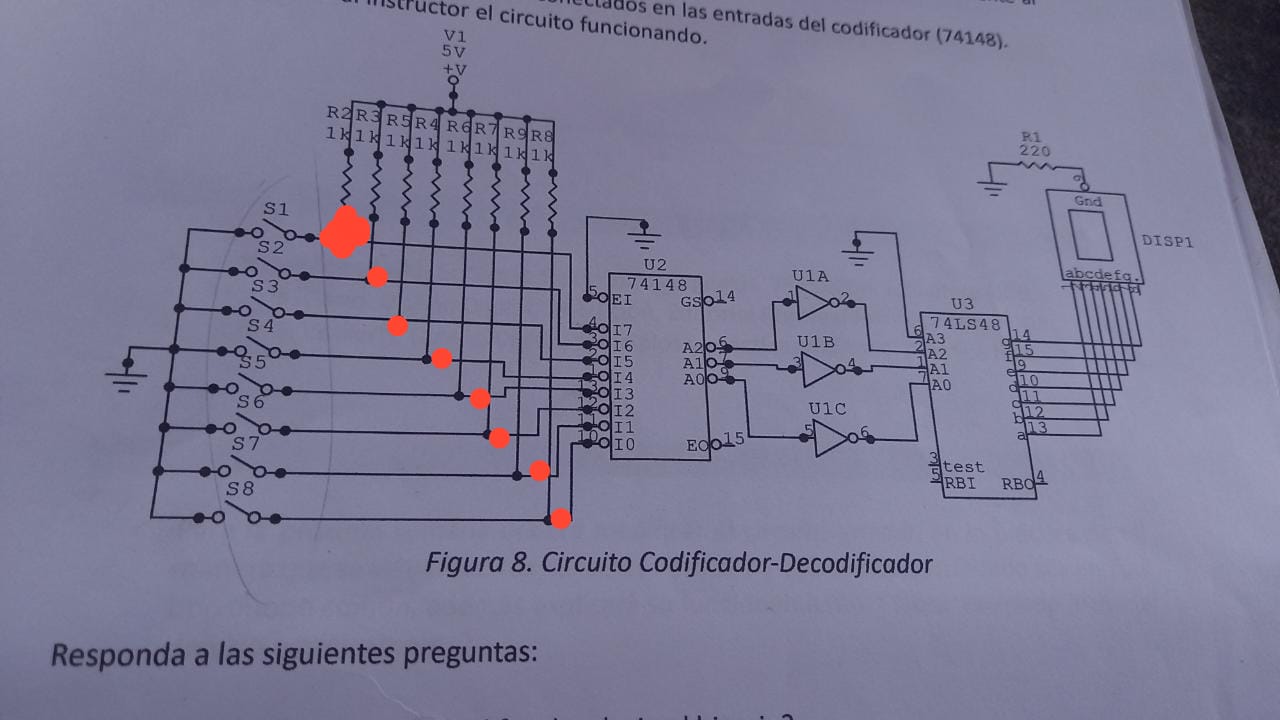 en las entradas del codificador (74148).
instructor el circuito funcionando.
V1
5V
+V
R2 R3 R5 R4 R6 R7 R9 R8
1k 1k 1k 1k 1k 1k 1k 1k
R1
220
Gnd
DISP1
abcdefg.
S1
S2
S3
S4
S5
S6
S7
S8
U2
74148
5 EI
GS 14
4 I7
3 I6
2 I5
1 I4
13 I3
12 I2
11 I1
10 I0
A2 6
A1 7
A0 9
EO 15
U1A
1 2
U1B
3 4
U1C
5 6
U3
74LS48
6 A3
2 A2
1 A1
7 A0
g 14
f 15
e 9
d 10
c 11
b 12
a 13
3 test
5 RBI
RBO 4
Figura 8. Circuito Codificador-Decodificador
Responda a las siguientes preguntas: